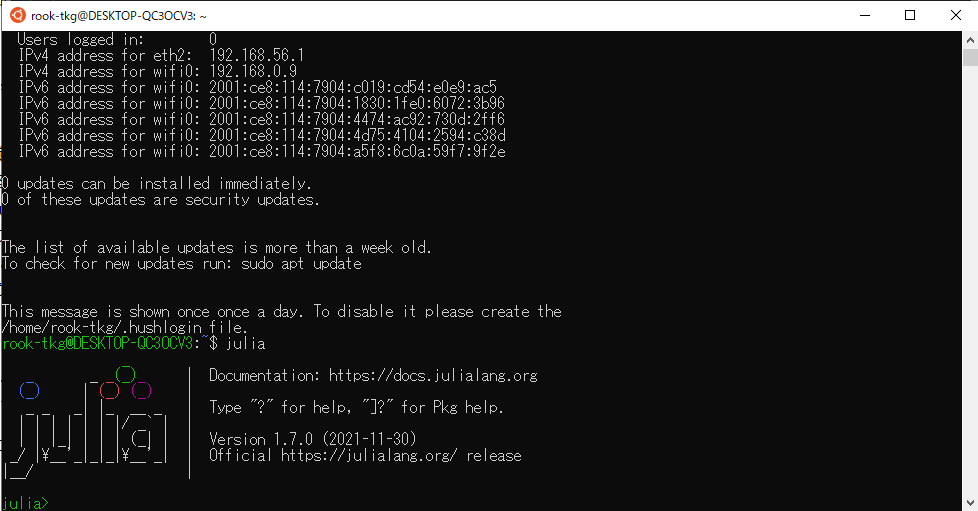 rook-tkg@DESKTOP-QC3OCV3: ~
Users logged in: 0
IPv4 address for eth2: 192.168.56.1
IPv4 address for wifi0: 192.168.0.9
IPv6 address for wifi0: 2001:ce8:114:7904:c019:cd54:e0e9:ac5
IPv6 address for wifi0: 2001:ce8:114:7904:1830:1fe0:6072:3b96
IPv6 address for wifi0: 2001:ce8:114:7904:4474:ac92:730d:2ff6
IPv6 address for wifi0: 2001:ce8:114:7904:4d75:4104:2594:c38d
IPv6 address for wifi0: 2001:ce8:114:7904:a5f8:6c0a:59f7:9f2e
0 updates can be installed immediately.
0 of these updates are security updates.
The list of available updates is more than a week old.
To check for new updates run: sudo apt update
This message is shown once once a day. To disable it please create the
/home/rook-tkg/.hushlogin file.
rook-tkg@DESKTOP-QC3OCV3:~$ julia
julia
Documentation: https://docs.julialang.org
Type "?" for help, "]?" for Pkg help.
Version 1.7.0 (2021-11-30)
Official https://julialang.org/ release
julia>